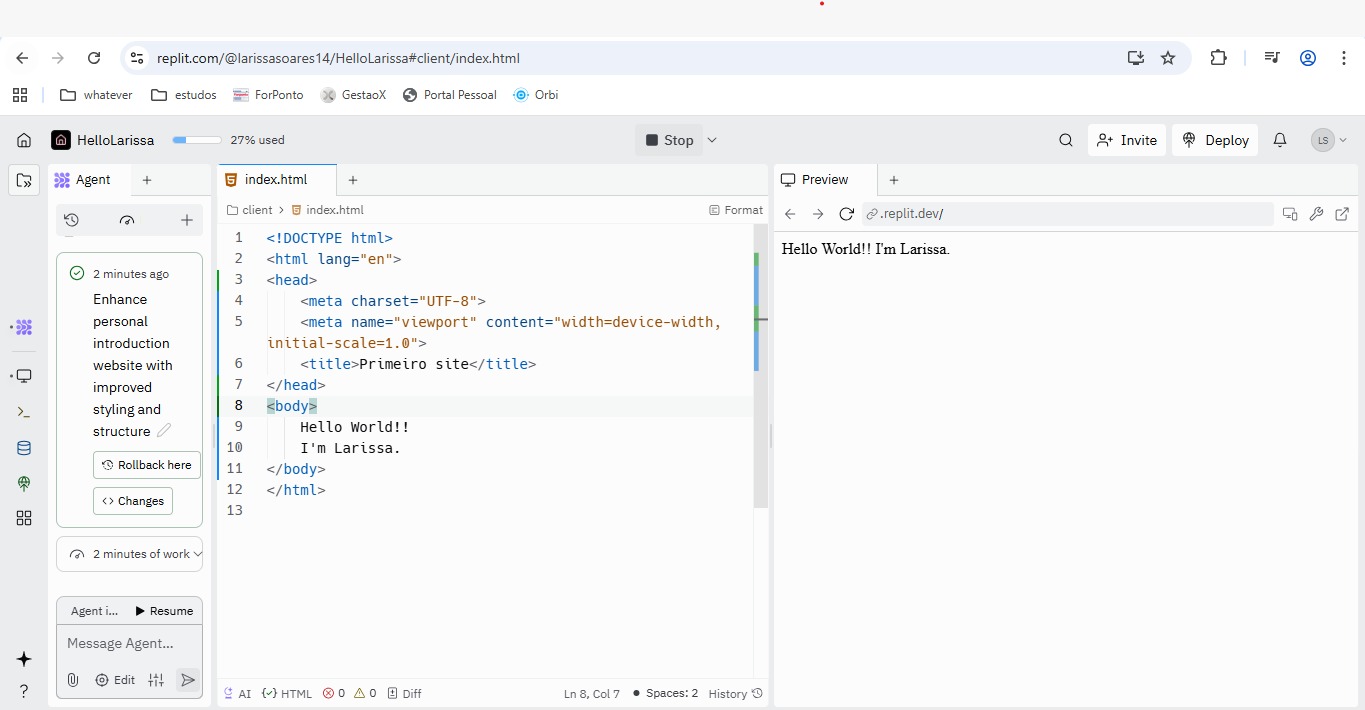 replit.com/@larissasoares14/HelloLarissa#client/index.html
whatever estudos ForPonto GestaoX Portal Pessoal Orbi
HelloLarissa 27% used Stop Invite Deploy LS
Agent
2 minutes ago
Enhance
personal
introduction
website with
improved
styling and
structure
Rollback here
Changes
2 minutes of work
Agent i... Resume
Message Agent...
Edit
index.html
client > index.html Format
1 <!DOCTYPE html>
2 <html lang="en">
3 <head>
4 <meta charset="UTF-8">
5 <meta name="viewport" content="width=device-width,
initial-scale=1.0">
6 <title>Primeiro site</title>
7 </head>
8 <body>
9 Hello World!!
10 I'm Larissa.
11 </body>
12 </html>
13
AI HTML 0 0 Diff Ln 8, Col 7 Spaces: 2 History
Preview
.replit.dev/
Hello World!! I'm Larissa.